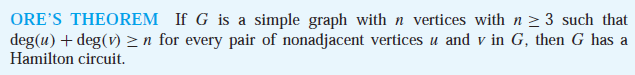 ORE'S THEOREM If G is a simple graph with n vertices with n ≥ 3 such that
deg(u) + deg(v) ≥ n for every pair of nonadjacent vertices u and v in G, then G has a
Hamilton circuit.